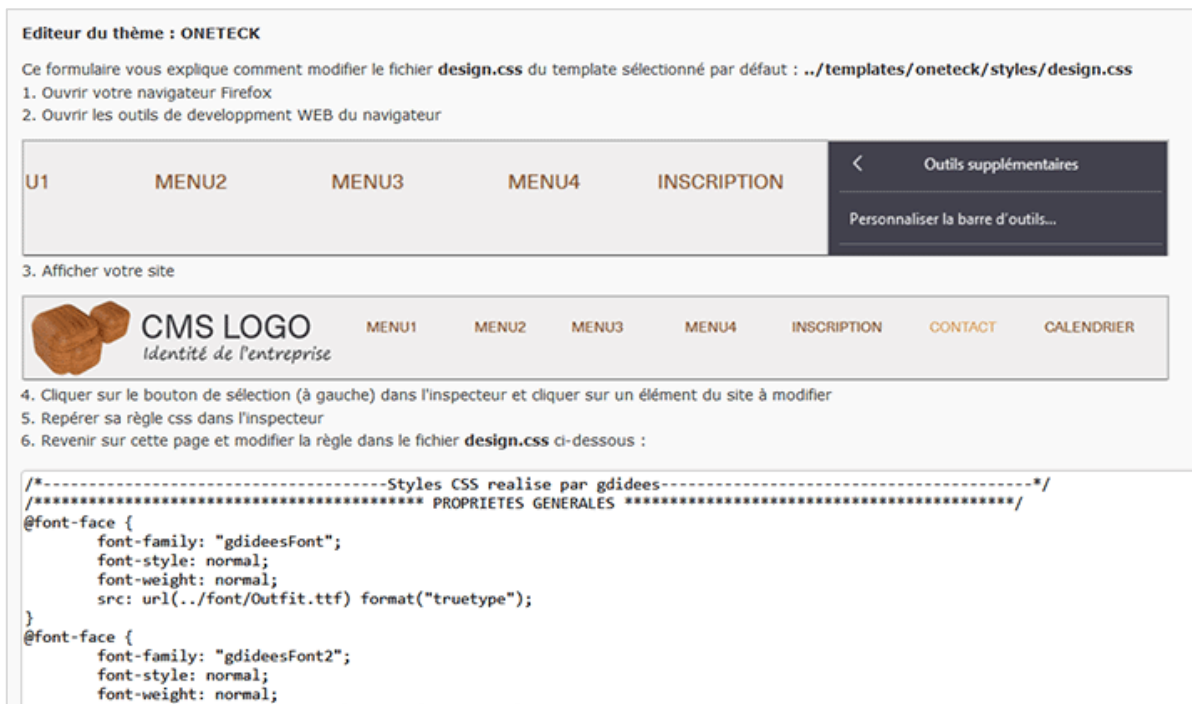 Editeur du thème : ONETECK
Ce formulaire vous explique comment modifier le fichier design.css du template sélectionné par défaut : ../templates/oneteck/styles/design.css
1. Ouvrir votre navigateur Firefox
2. Ouvrir les outils de developpment WEB du navigateur
U1 MENU2 MENU3 MENU4 INSCRIPTION
Outils supplémentaires
Personnaliser la barre d'outils...
3. Afficher votre site
CMS LOGO
Identité de l'entreprise
MENU1 MENU2 MENU3 MENU4 INSCRIPTION CONTACT CALENDRIER
4. Cliquer sur le bouton de sélection (à gauche) dans l'inspecteur et cliquer sur un élément du site à modifier
5. Repérer sa règle css dans l'inspecteur
6. Revenir sur cette page et modifier la règle dans le fichier design.css ci-dessous :
/*--------------------------------------Styles CSS realise par gdidees-----------------------------------------*/
/******************************************* PROPRIETES GENERALES *******************************************/
@font-face {
font-family: "gdideesFont";
font-style: normal;
font-weight: normal;
src: url(../font/Outfit.ttf) format("truetype");
}
@font-face {
font-family: "gdideesFont2";
font-style: normal;
font-weight: normal;